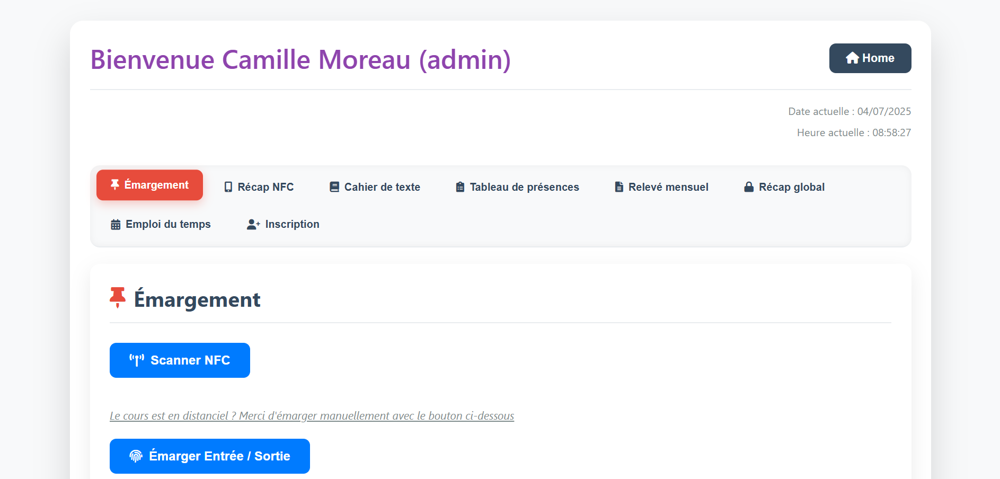 Bienvenue Camille Moreau (admin)
Home
Date actuelle : 04/07/2025
Heure actuelle : 08:58:27
Émargement
Récap NFC
Cahier de texte
Tableau de présences
Relevé mensuel
Récap global
Emploi du temps
Inscription
Émargement
Scanner NFC
Le cours est en distanciel ? Merci d'émarger manuellement avec le bouton ci-dessous
Émarger Entrée / Sortie